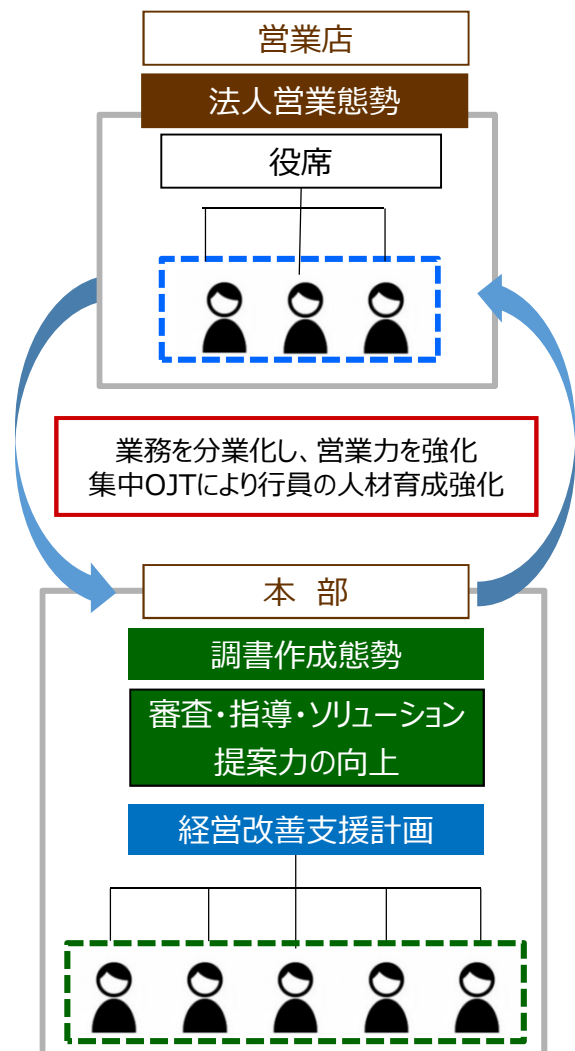 営業店
法人営業態勢
役席
業務を分業化し、営業力を強化
集中OJTにより行員の人材育成強化
本 部
調書作成態勢
審査・指導・ソリューション
提案力の向上
経営改善支援計画